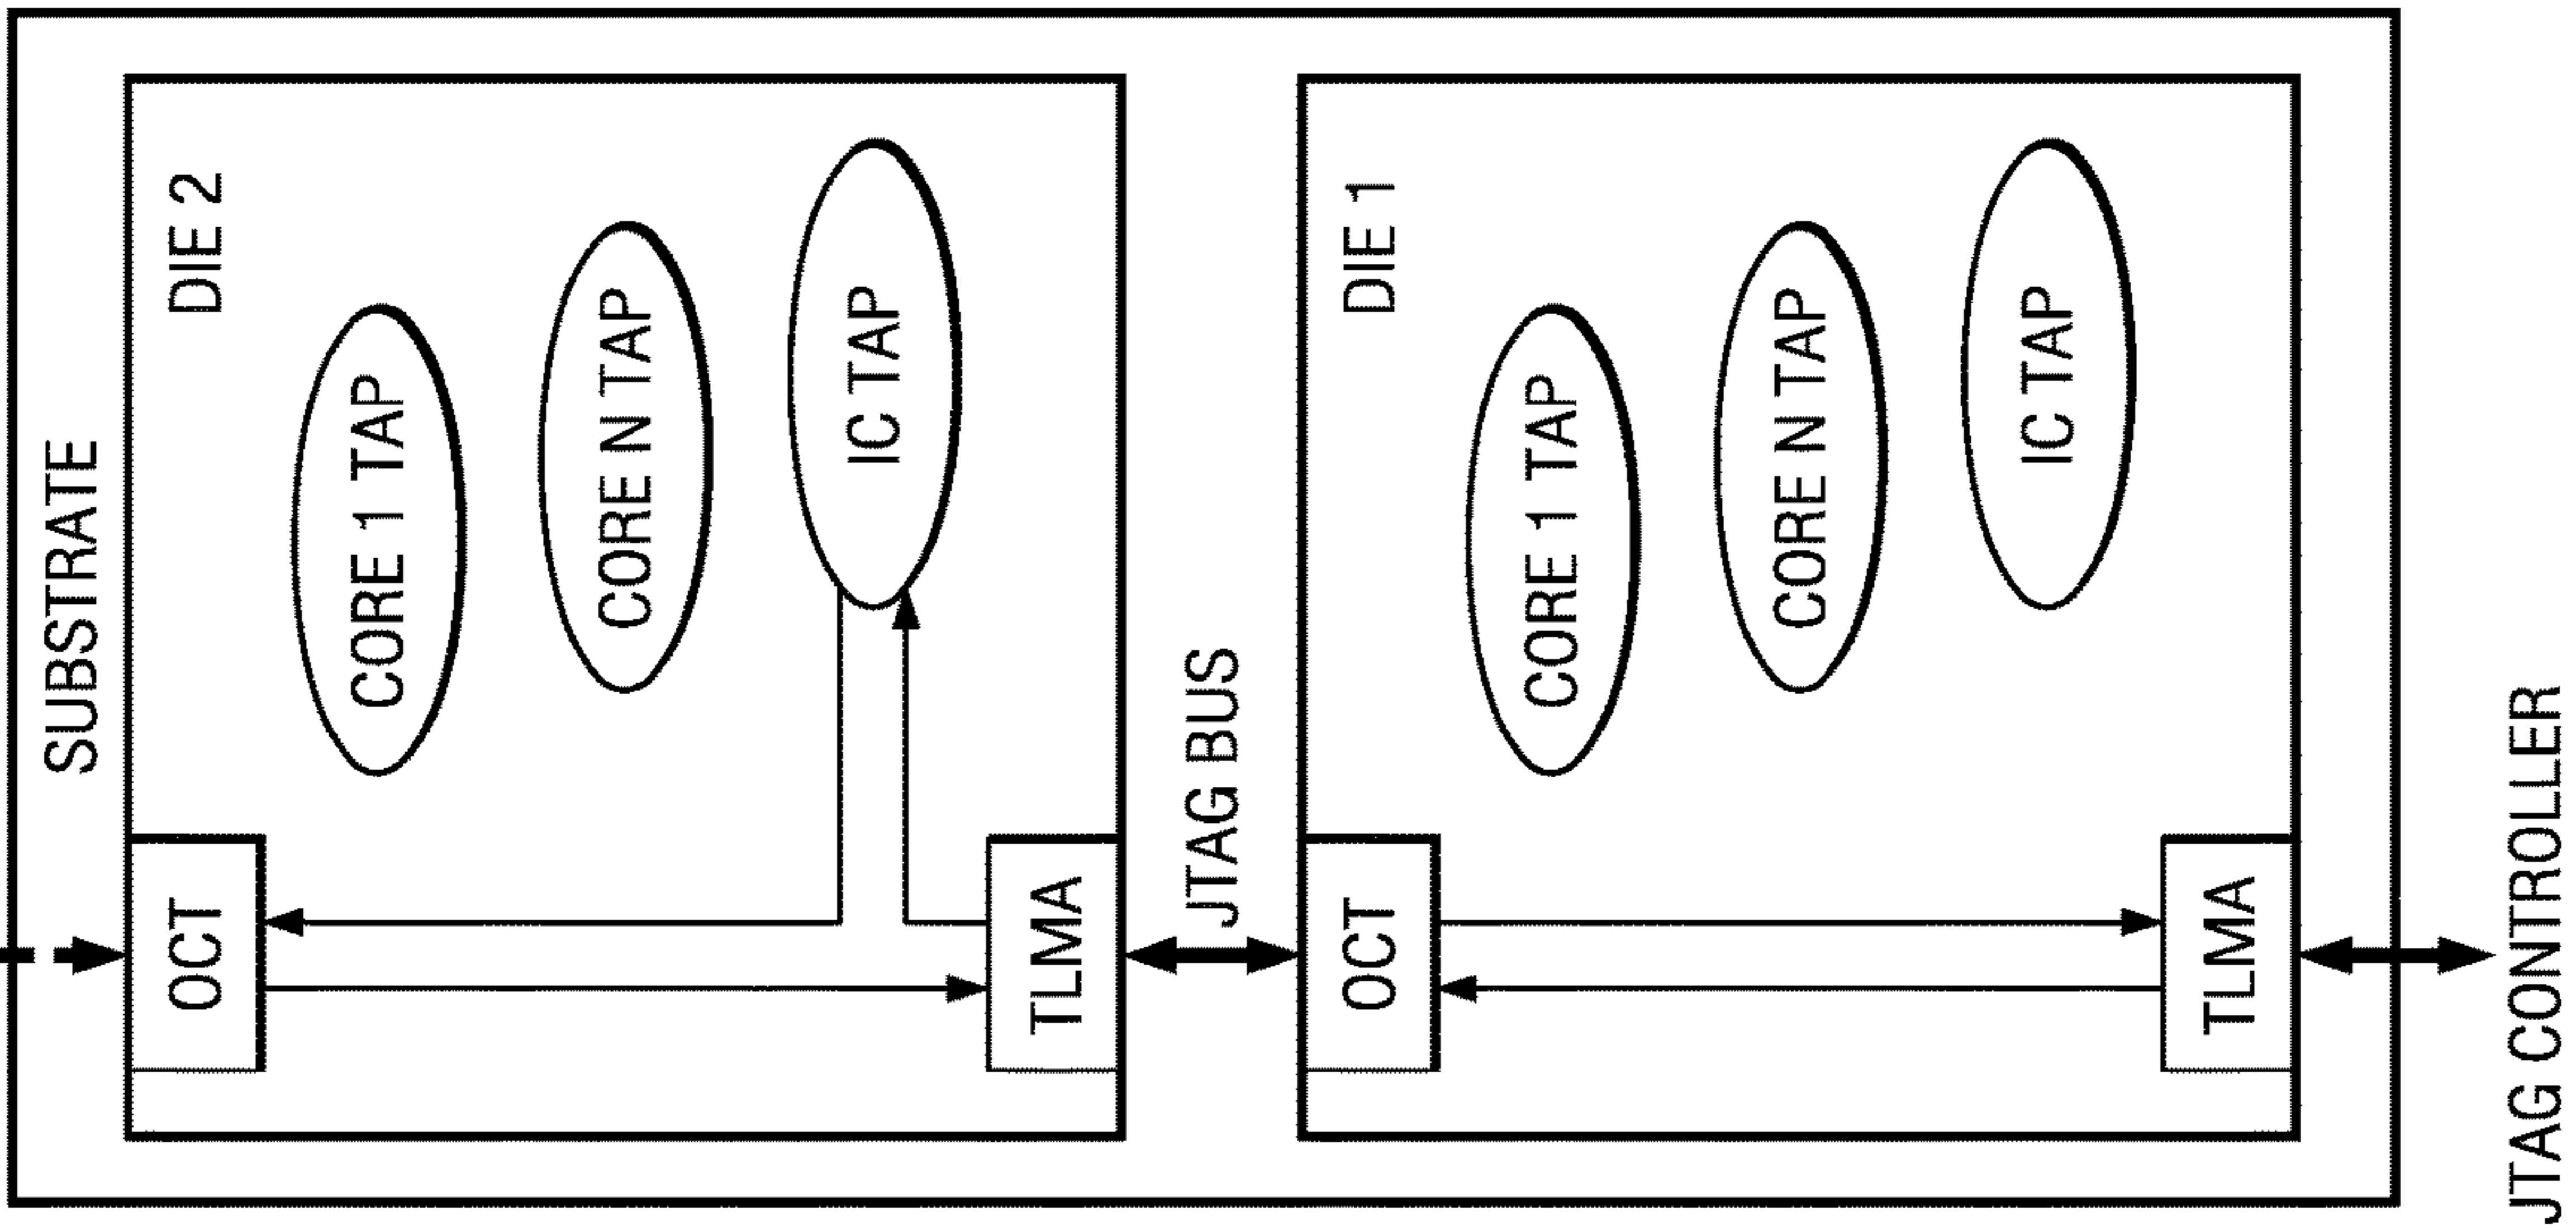 SUBSTRATE
DIE 2
CORE 1 TAP
CORE N TAP
IC TAP
OCT
TLMA
JTAG BUS
DIE 1
CORE 1 TAP
CORE N TAP
IC TAP
OCT
TLMA
JTAG CONTROLLER